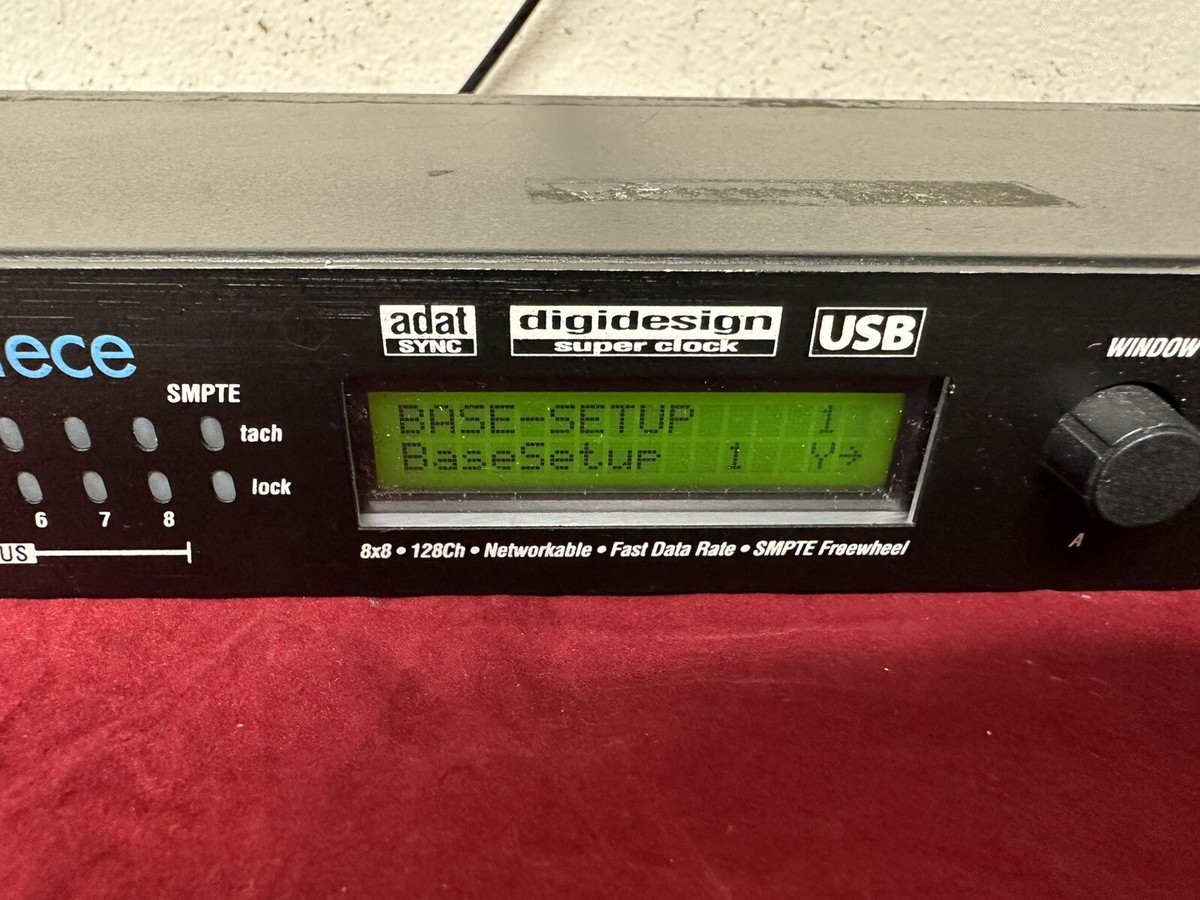 adat
SYNC
digidesign
super clock
USB
WINDOW
iece
SMPTE
tach
lock
6 7 8
US
BASE-SETUP 1
BaseSetup 1 Y→
8x8 • 128Ch • Networkable • Fast Data Rate • SMPTE Freewheel
A